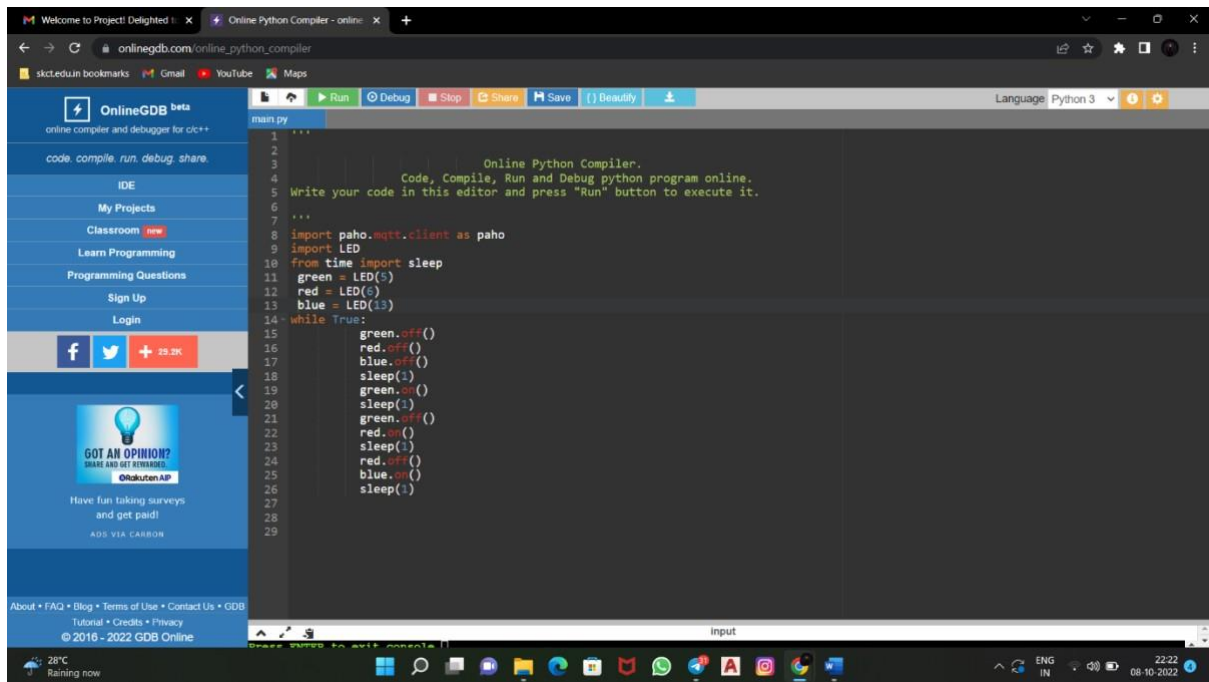 Welcome to Project! Delighted t
Online Python Compiler - online
onlinegdb.com/online_python_compiler
skct.edu.in bookmarks
Gmail
YouTube
Maps
OnlineGDB beta
online compiler and debugger for c/c++
code. compile. run. debug. share.
IDE
My Projects
Classroom new
Learn Programming
Programming Questions
Sign Up
Login
f
+ 29.2K
GOT AN OPINION?
SHARE AND GET REWARDED.
Rakuten AIP
Have fun taking surveys
and get paid!
ADS VIA CARBON
About • FAQ • Blog • Terms of Use • Contact Us • GDB
Tutorial • Credits • Privacy
© 2016 - 2022 GDB Online
Run Debug Stop Share Save {} Beautify
Language Python 3
main.py
1 '''
2
3 Online Python Compiler.
4 Code, Compile, Run and Debug python program online.
5 Write your code in this editor and press "Run" button to execute it.
6
7 '''
8 import paho.mqtt.client as paho
9 import LED
10 from time import sleep
11 green = LED(5)
12 red = LED(6)
13 blue = LED(13)
14 while True:
15 green.off()
16 red.off()
17 blue.off()
18 sleep(1)
19 green.on()
20 sleep(1)
21 green.off()
22 red.on()
23 sleep(1)
24 red.off()
25 blue.on()
26 sleep(1)
27
28
29
input
Press ENTER to exit console
28°C
Raining now
ENG
IN
22:22
08-10-2022
4